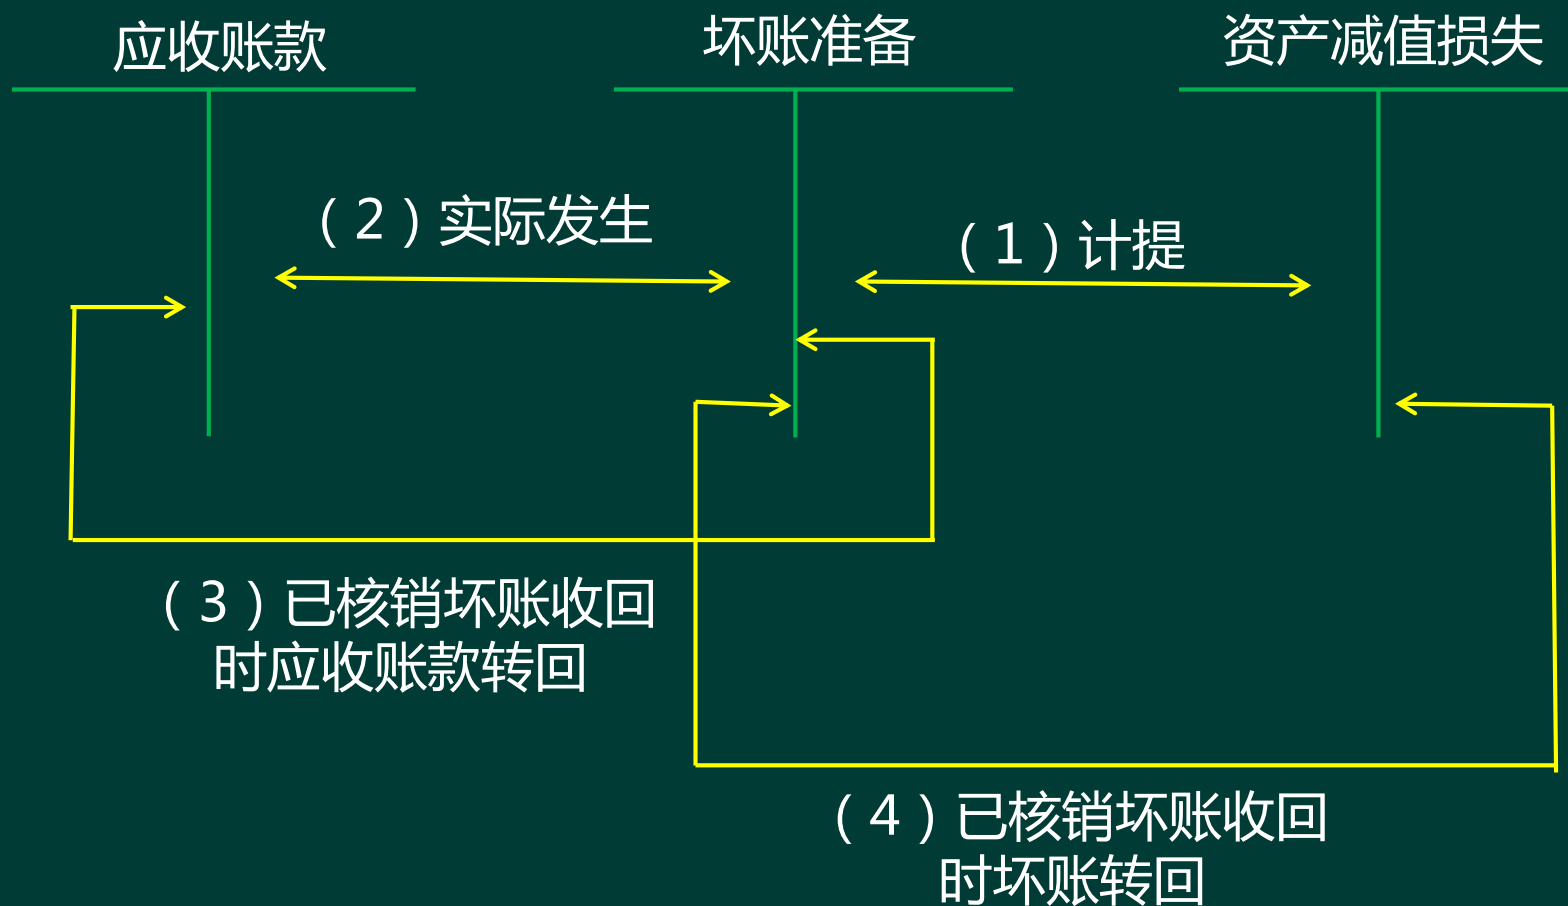 应收账款
坏账准备
资产减值损失
（2）实际发生
（1）计提
（3）已核销坏账收回
时应收账款转回
（4）已核销坏账收回
时坏账转回